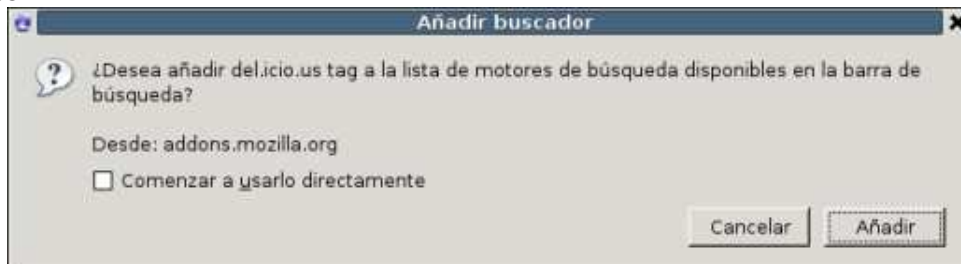 Añadir buscador
¿Desea añadir del.icio.us tag a la lista de motores de búsqueda disponibles en la barra de
búsqueda?
Desde: addons.mozilla.org
Comenzar a usarlo directamente
Cancelar
Añadir